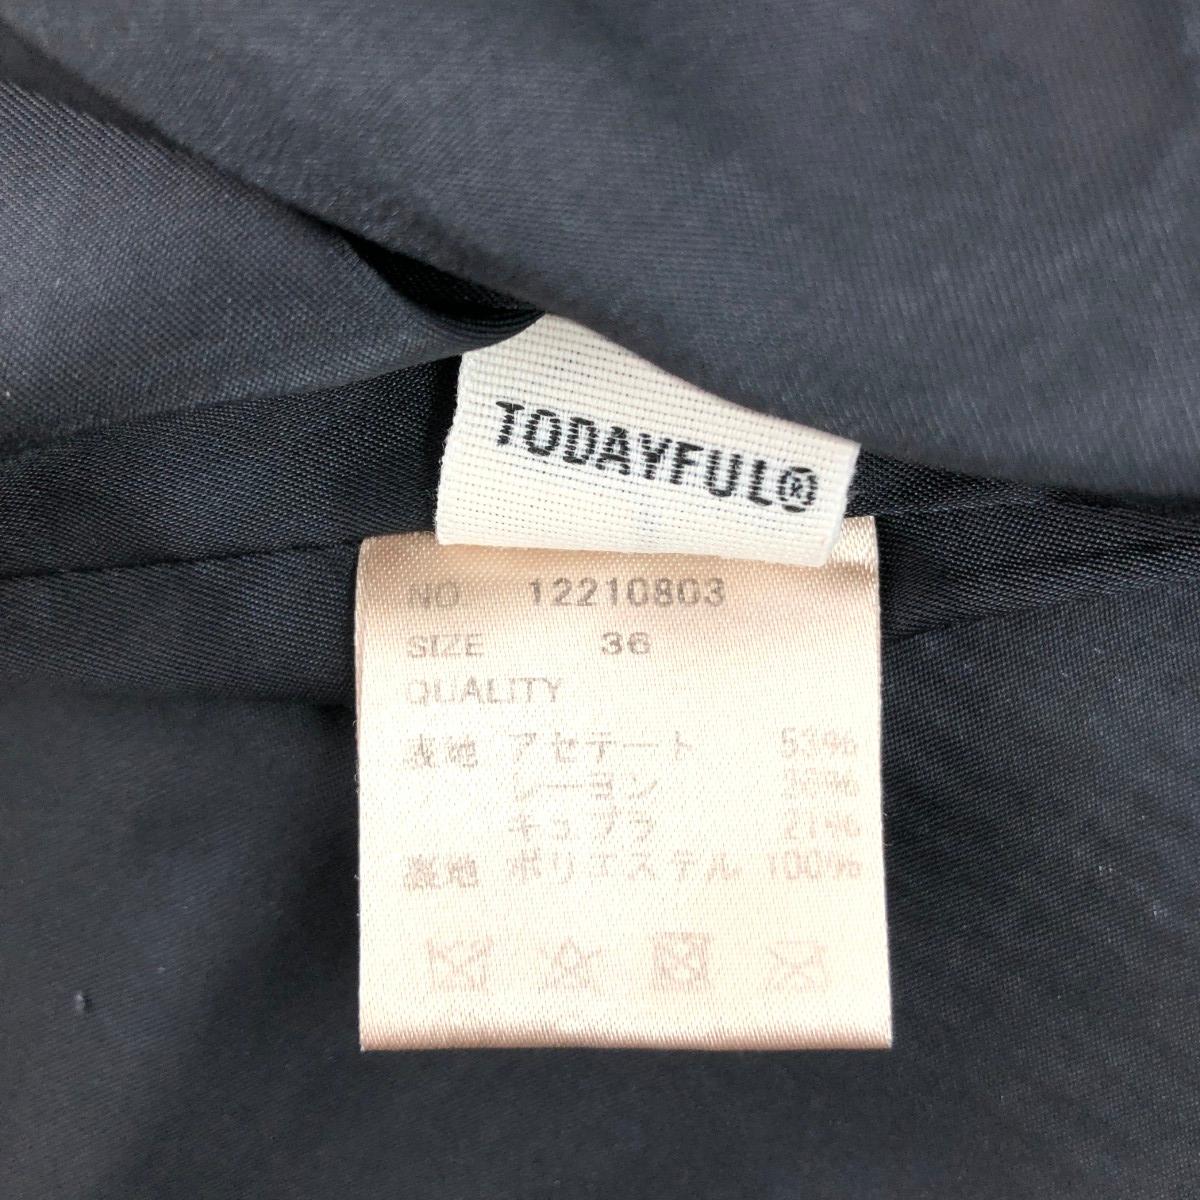 TODAYFUL®
NO. 12210803
SIZE 36
QUALITY
表地 アセテート 53%
レーヨン
キュプラ 21%
裏地 ポリエステル 100%